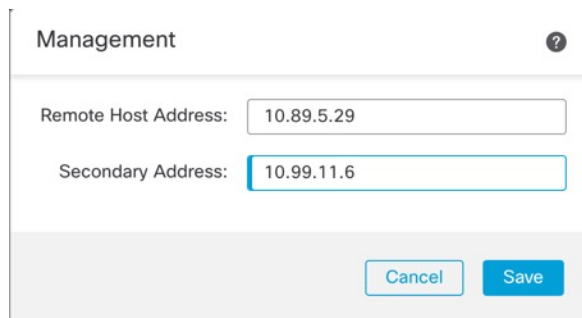 Management
?
Remote Host Address: 10.89.5.29
Secondary Address: 10.99.11.6
Cancel Save